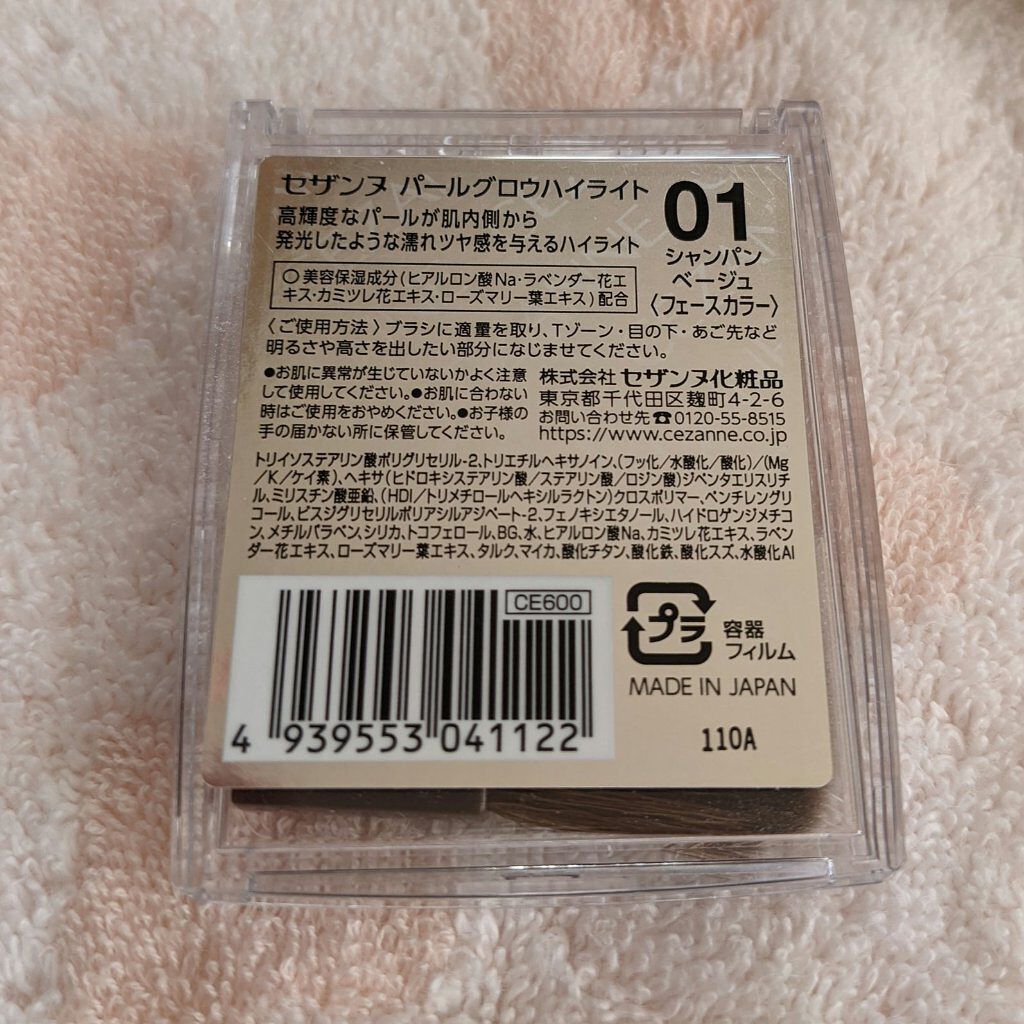 セザンヌ パールグロウハイライト
高輝度なパールが肌内側から
発光したような濡れツヤ感を与えるハイライト
01
シャンパン
ベージュ
〈フェースカラー〉
○美容保湿成分(ヒアルロン酸Na・ラベンダー花エ
キス・カミツレ花エキス・ローズマリー葉エキス)配合
〈ご使用方法〉ブラシに適量を取り、Tゾーン・目の下・あご先など
明るさや高さを出したい部分になじませてください。
●お肌に異常が生じていないかよく注意
して使用してください。●お肌に合わない
時はご使用をおやめください。●お子様の
手の届かない所に保管してください。
株式会社 セザンヌ化粧品
東京都千代田区麹町4-2-6
お問い合わせ先☎0120-55-8515
https://www.cezanne.co.jp
トリイソステアリン酸ポリグリセリル-2、トリエチルヘキサノイン、(フッ化/水酸化/酸化)/(Mg
/K/ケイ素)、ヘキサ(ヒドロキシステアリン酸/ステアリン酸/ロジン酸)ジペンタエリスリチ
ル、ミリスチン酸亜鉛、(HDI/トリメチロールヘキシルラクトン)クロスポリマー、ペンチレングリ
コール、ビスジグリセリルポリアシルアジペート-2、フェノキシエタノール、ハイドロゲンジメチコ
ン、メチルパラベン、シリカ、トコフェロール、BG、水、ヒアルロン酸Na、カミツレ花エキス、ラベン
ダー花エキス、ローズマリー葉エキス、タルク、マイカ、酸化チタン、酸化鉄、酸化スズ、水酸化Al
CE600
4 939553 041122
プラ
容器
フィルム
MADE IN JAPAN
110A